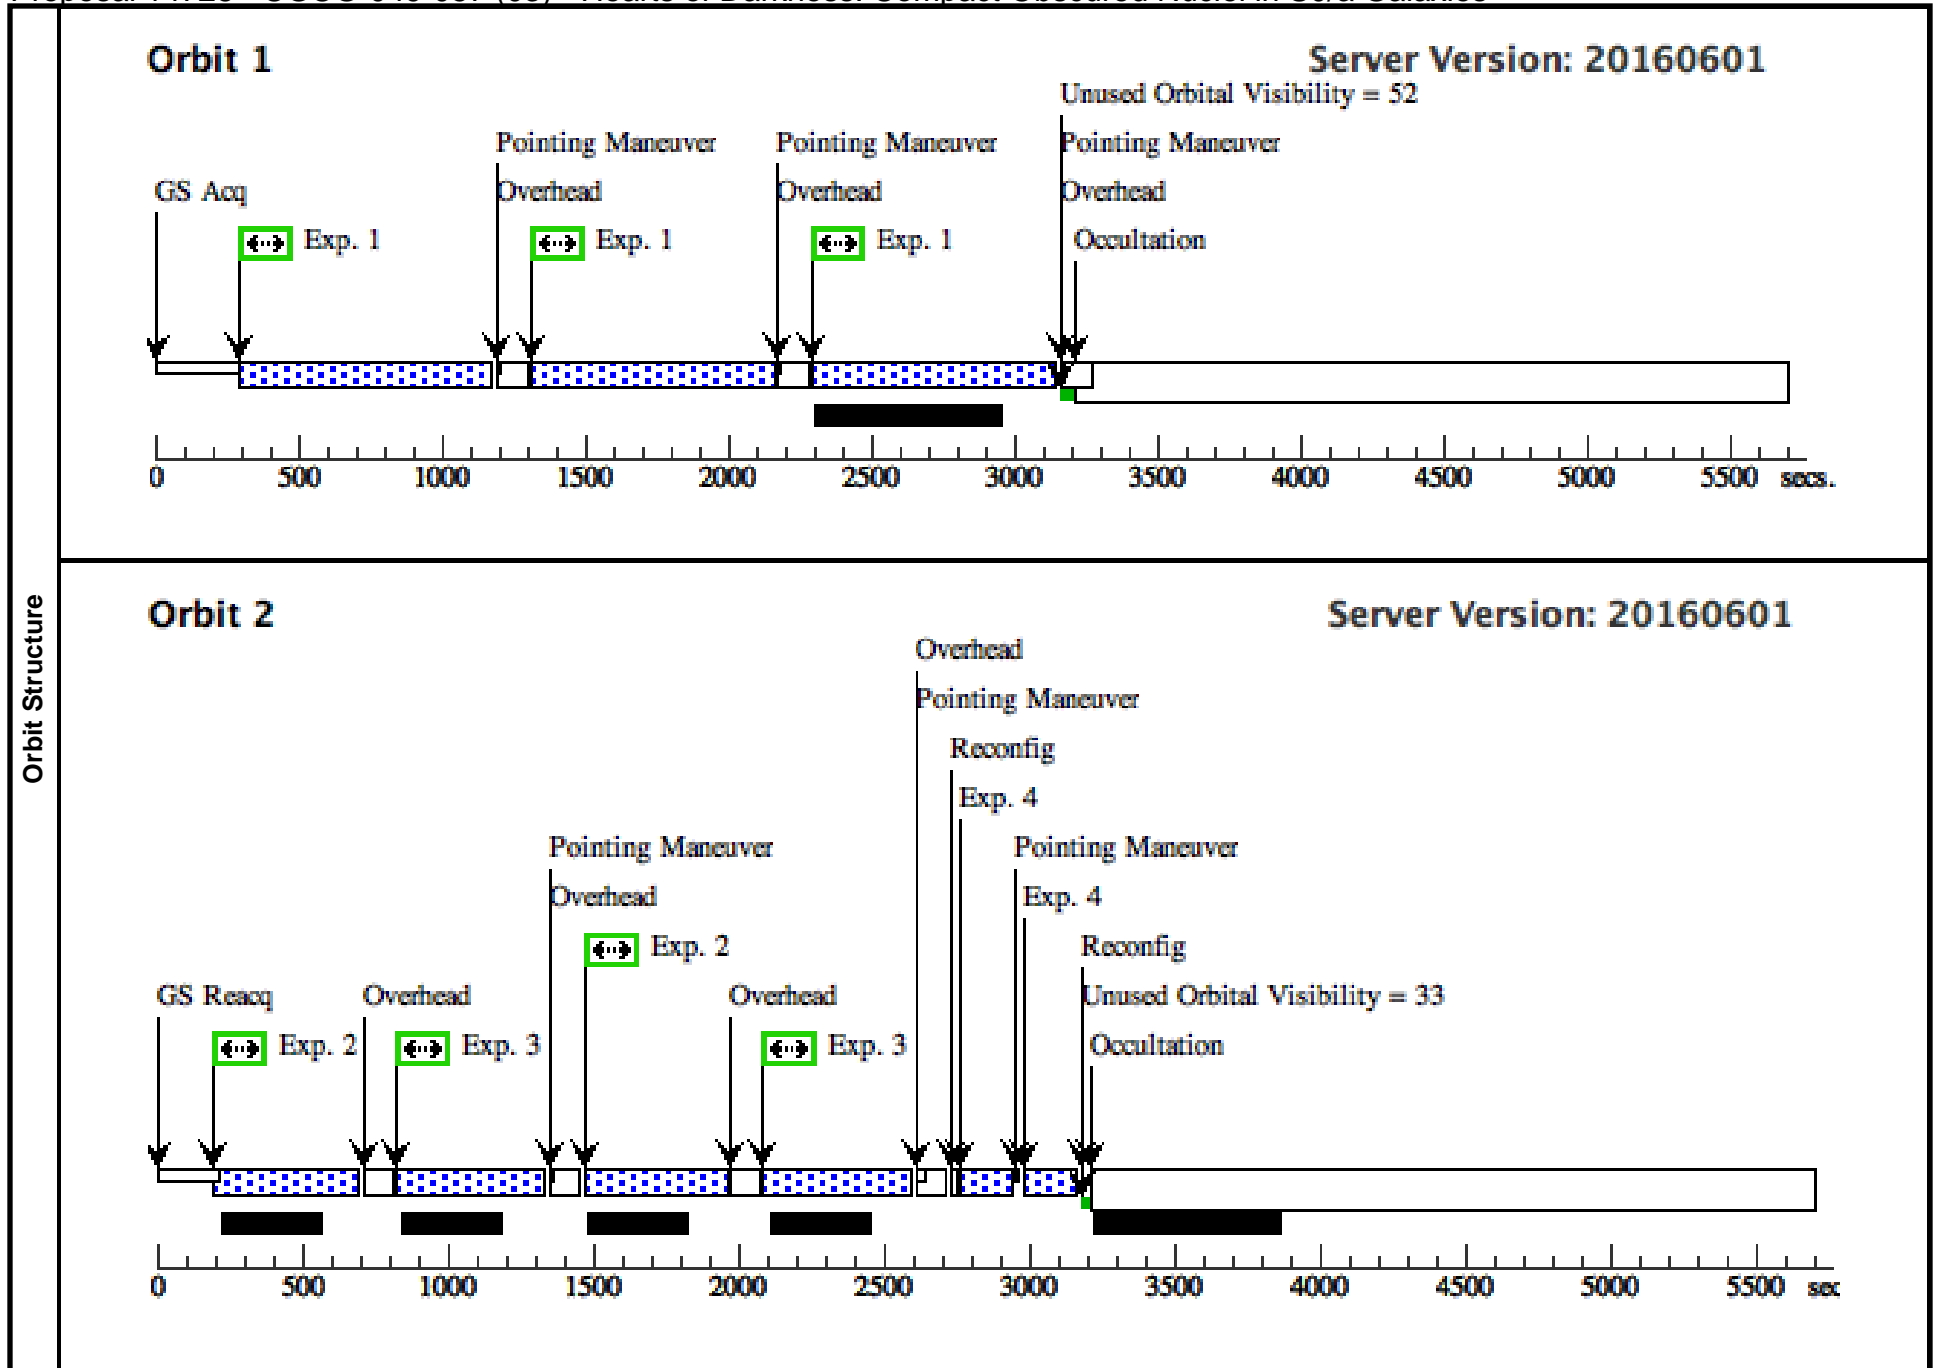 Orbit Structure
Orbit 1
Server Version: 20160601
Unused Orbital Visibility = 52
Pointing Maneuver
Pointing Maneuver
Pointing Maneuver
GS Acq
Overhead
Overhead
Overhead
Exp. 1
Exp. 1
Exp. 1
Occultation
0 500 1000 1500 2000 2500 3000 3500 4000 4500 5000 5500 secs.
Orbit 2
Server Version: 20160601
Overhead
Pointing Maneuver
Reconfig
Exp. 4
Pointing Maneuver
Pointing Maneuver
Overhead
Exp. 4
Exp. 2
Reconfig
GS Reacq
Overhead
Overhead
Unused Orbital Visibility = 33
Exp. 2
Exp. 3
Exp. 3
Occultation
0 500 1000 1500 2000 2500 3000 3500 4000 4500 5000 5500 sec